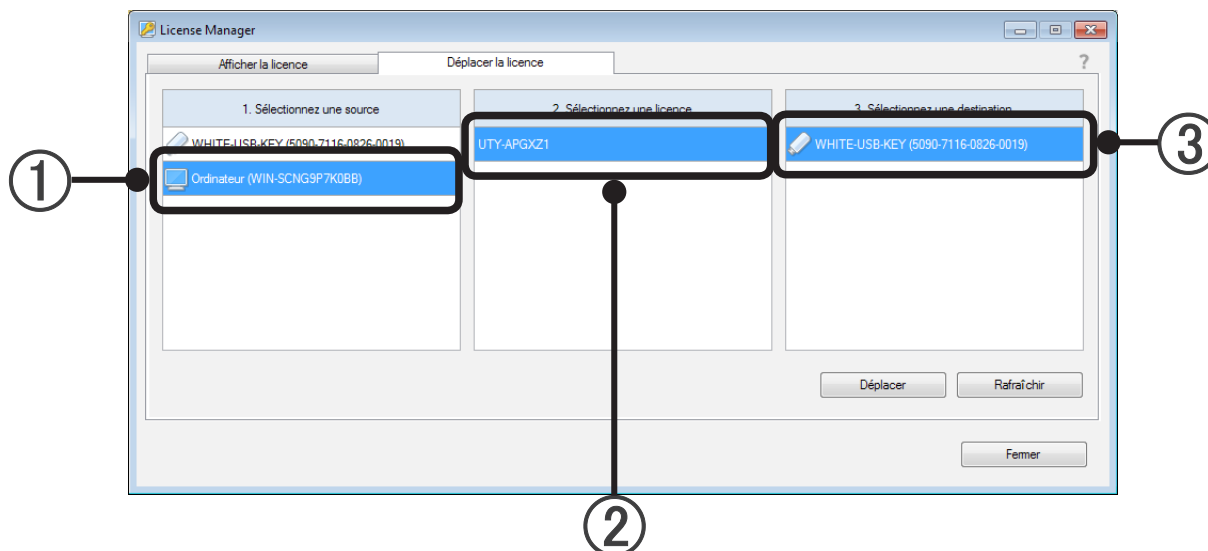 License Manager
Afficher la licence
Déplacer la licence
?
1. Sélectionnez une source
2. Sélectionnez une licence
3. Sélectionnez une destination
WHITE-USB-KEY (5090-7116-0826-0019)
UTY-APGXZ1
WHITE-USB-KEY (5090-7116-0826-0019)
Ordinateur (WIN-SCNG9P7K0BB)
①
②
③
Déplacer
Rafraîchir
Fermer